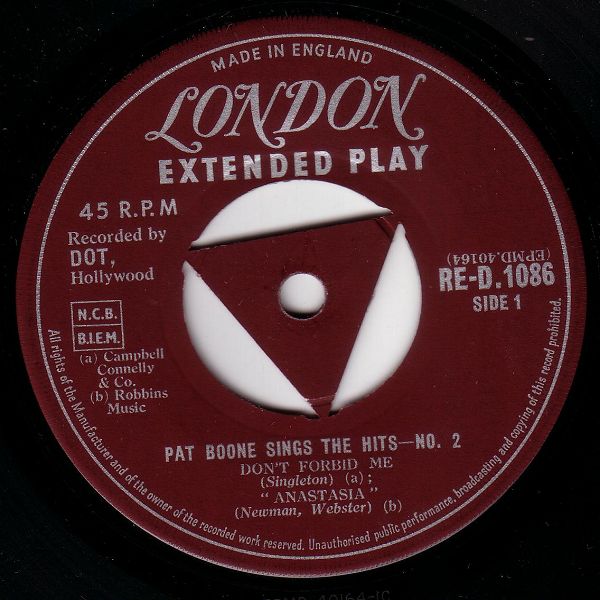 MADE IN ENGLAND
LONDON
EXTENDED PLAY
45 R.P.M
Recorded by
DOT,
Hollywood
N.C.B.
B.I.E.M.
(a) Campbell
Connelly
& Co.
(b) Robbins
Music
(EPMD.40164)
RE-D.1086
SIDE 1
PAT BOONE SINGS THE HITS—NO. 2
DON'T FORBID ME
(Singleton) (a);
"ANASTASIA"
(Newman, Webster) (b)
All rights of the Manufacturer and of the owner of the recorded work reserved. Unauthorised public performance, broadcasting and copying of this record prohibited.